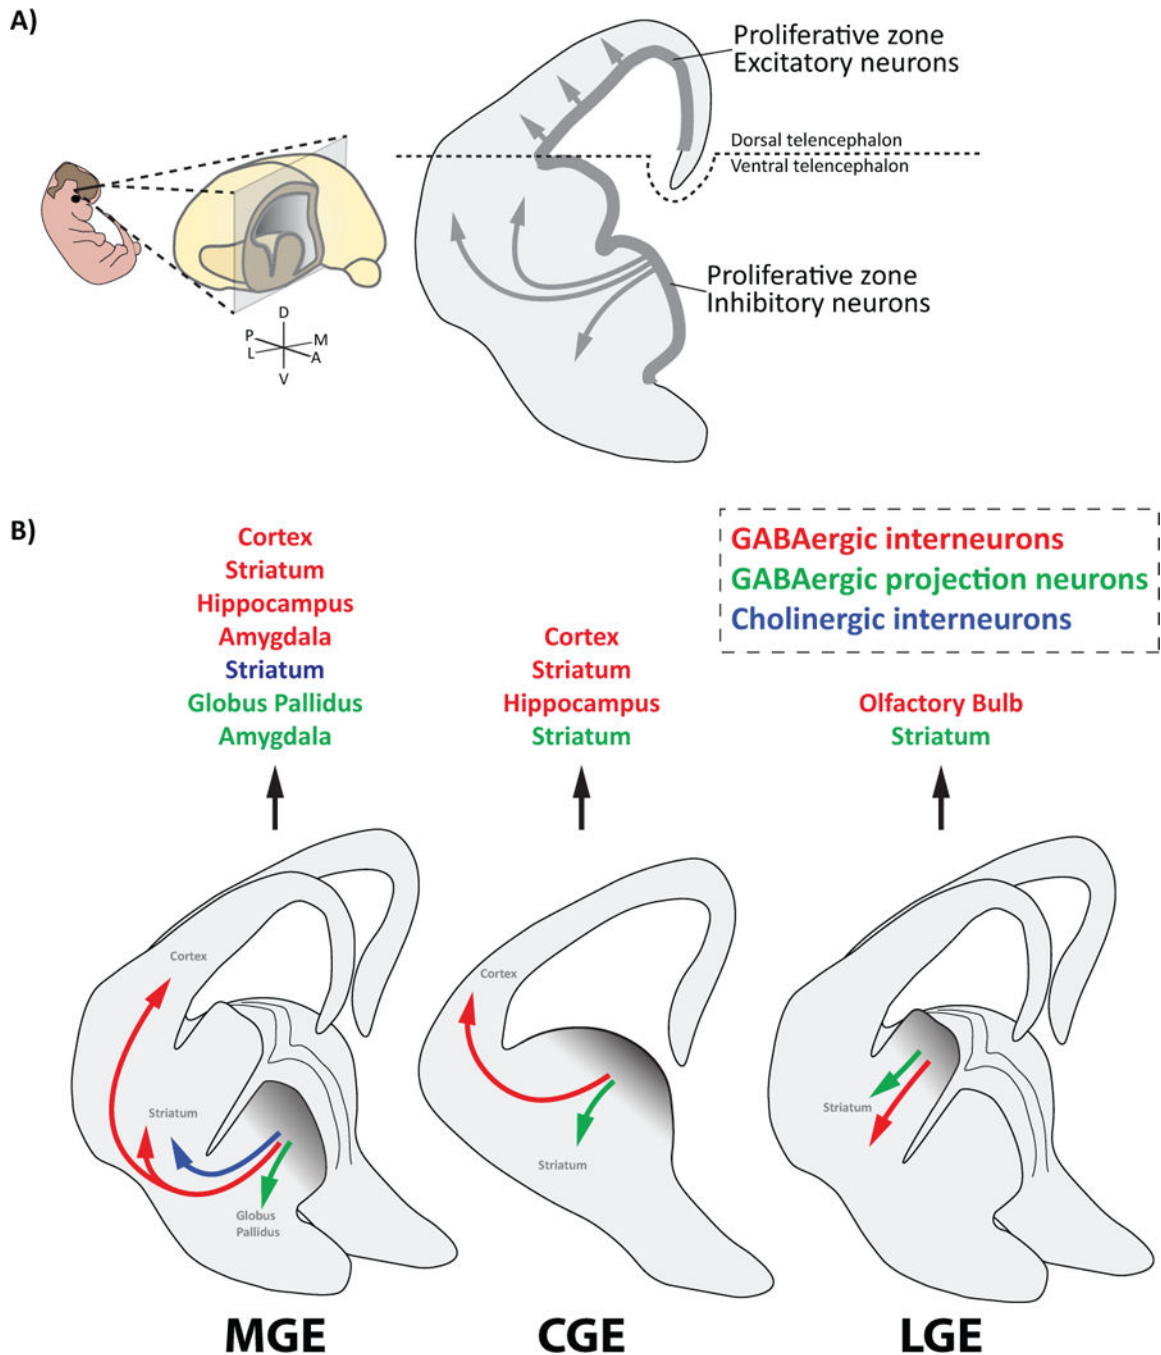 A)
Proliferative zone
Excitatory neurons
Dorsal telencephalon
Ventral telencephalon
Proliferative zone
Inhibitory neurons
D
P
M
L
A
V
B)
Cortex
Striatum
Hippocampus
Amygdala
Striatum
Globus Pallidus
Amygdala
Cortex
Striatum
Hippocampus
Striatum
GABAergic interneurons
GABAergic projection neurons
Cholinergic interneurons
Olfactory Bulb
Striatum
Cortex
Striatum
Globus
Pallidus
Cortex
Striatum
Striatum
MGE
CGE
LGE